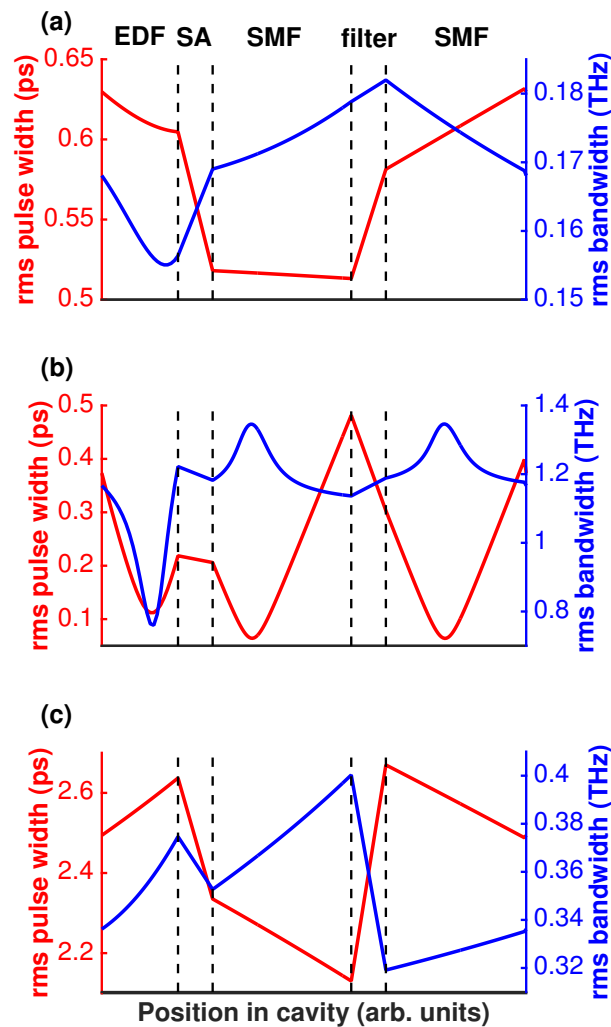 (a)
EDF SA SMF filter SMF
0.65
0.6
0.55
0.5
rms pulse width (ps)
0.18
0.17
0.16
0.15
rms bandwidth (THz)
(b)
0.5
0.4
0.3
0.2
0.1
rms pulse width (ps)
1.4
1.2
1
0.8
rms bandwidth (THz)
(c)
2.6
2.4
2.2
rms pulse width (ps)
0.4
0.38
0.36
0.34
0.32
rms bandwidth (THz)
Position in cavity (arb. units)